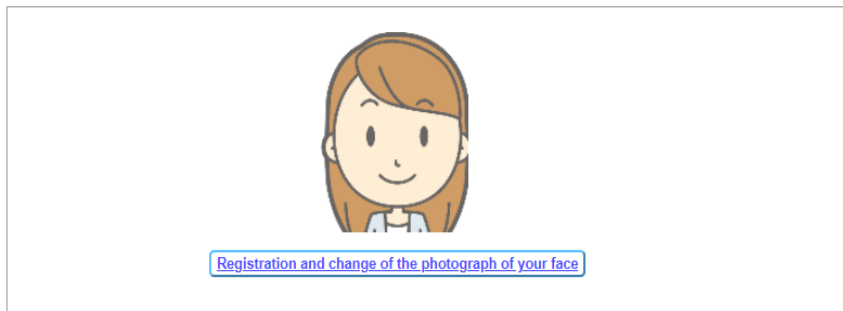 Registration and change of the photograph of your face